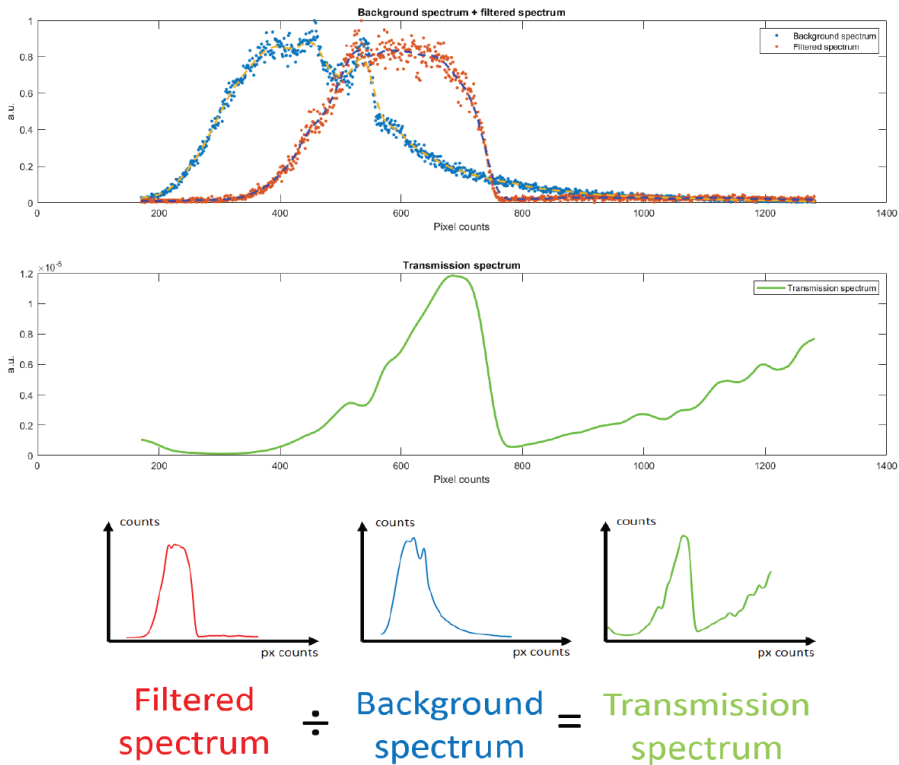 Background spectrum + filtered spectrum
1
0.8
0.6
0.4
0.2
0
a.u.
Background spectrum
Filtered spectrum
0 200 400 600 800 1000 1200 1400
Pixel counts
×10⁻⁵
Transmission spectrum
1.2
1
0.8
0.6
0.4
0.2
0
a.u.
Transmission spectrum
0 200 400 600 800 1000 1200 1400
Pixel counts
counts counts counts
px counts px counts px counts
Filtered ÷ Background = Transmission
spectrum spectrum spectrum